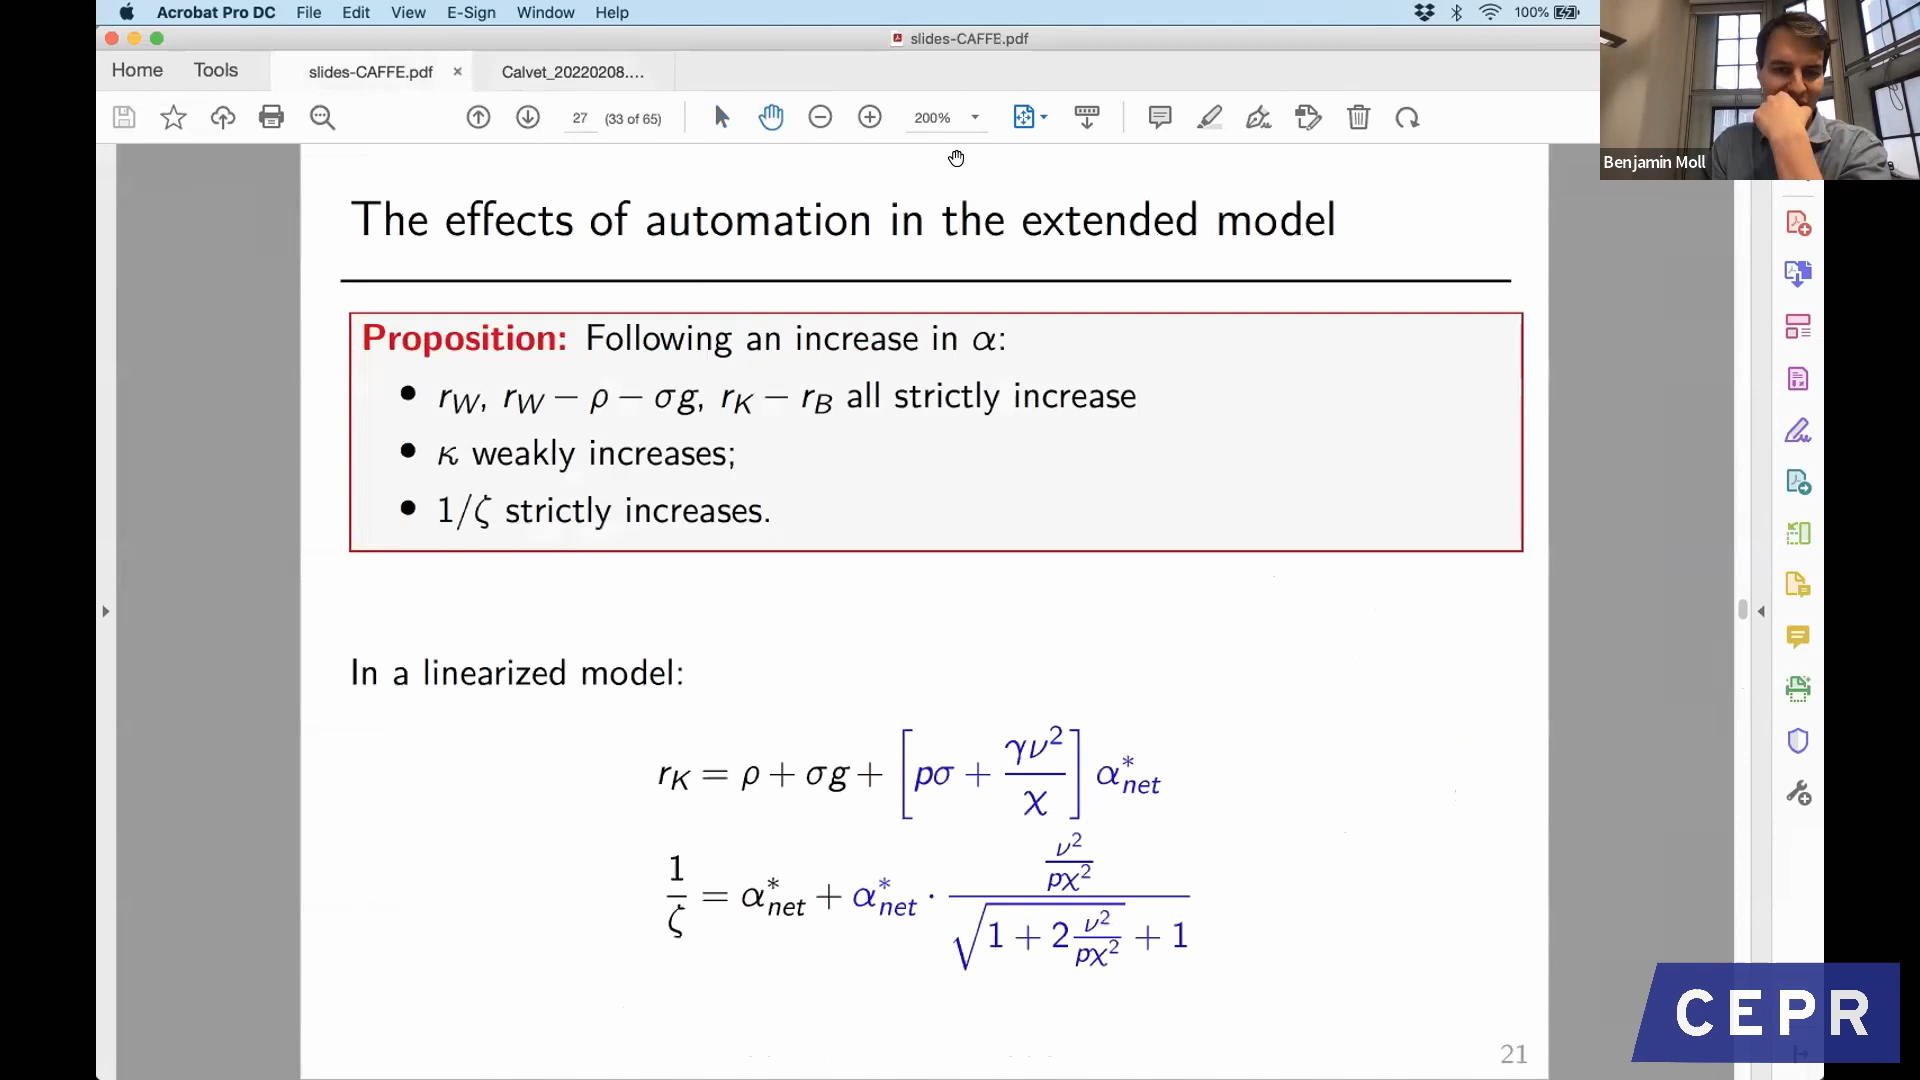 Acrobat Pro DC File Edit View E-Sign Window Help 100%
slides-CAFFE.pdf
Home Tools slides-CAFFE.pdf × Calvet_20220208....
27 (33 of 65) 200%
Benjamin Moll
The effects of automation in the extended model
Proposition: Following an increase in α:
• r_W, r_W − ρ − σg, r_K − r_B all strictly increase
• κ weakly increases;
• 1/ζ strictly increases.
In a linearized model:
r_K = ρ + σg + [pσ + γν²/χ] α*_net
1/ζ = α*_net + α*_net · (ν²/pχ²)/(√(1 + 2 ν²/pχ²) + 1)
CEPR
21